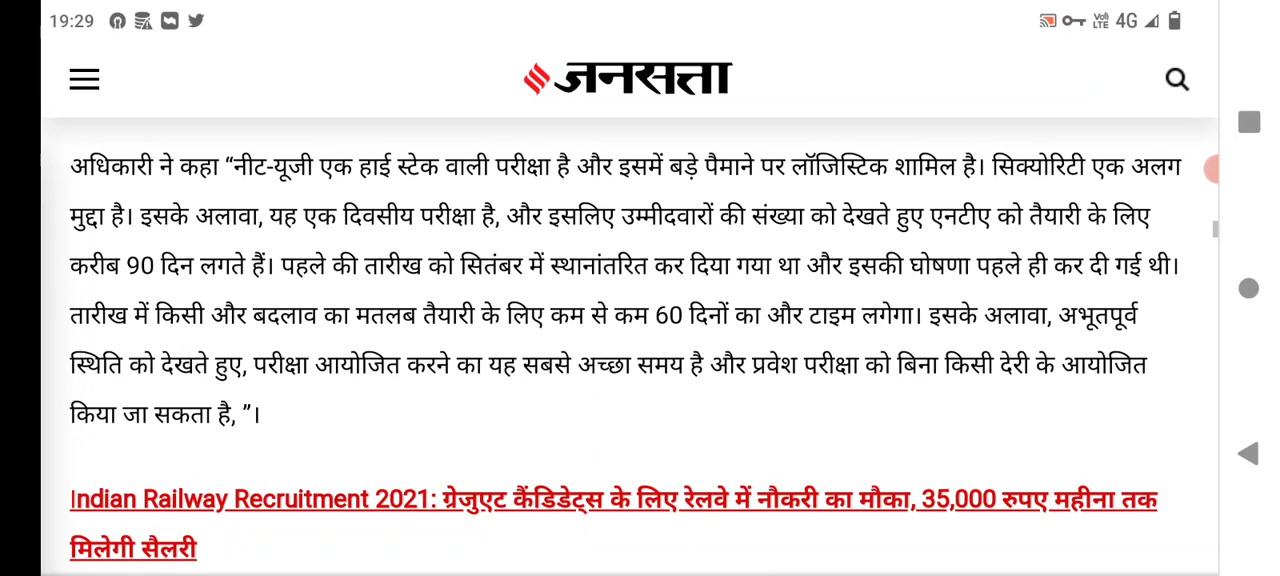 19:29
VoI) 4G
LTE
जनसत्ता
अधिकारी ने कहा “नीट-यूजी एक हाई स्टेक वाली परीक्षा है और इसमें बड़े पैमाने पर लॉजिस्टिक शामिल है। सिक्योरिटी एक अलग
मुद्दा है। इसके अलावा, यह एक दिवसीय परीक्षा है, और इसलिए उम्मीदवारों की संख्या को देखते हुए एनटीए को तैयारी के लिए
करीब 90 दिन लगते हैं। पहले की तारीख को सितंबर में स्थानांतरित कर दिया गया था और इसकी घोषणा पहले ही कर दी गई थी।
तारीख में किसी और बदलाव का मतलब तैयारी के लिए कम से कम 60 दिनों का और टाइम लगेगा। इसके अलावा, अभूतपूर्व
स्थिति को देखते हुए, परीक्षा आयोजित करने का यह सबसे अच्छा समय है और प्रवेश परीक्षा को बिना किसी देरी के आयोजित
किया जा सकता है, ”।
Indian Railway Recruitment 2021: ग्रेजुएट कैंडिडेट्स के लिए रेलवे में नौकरी का मौका, 35,000 रुपए महीना तक
मिलेगी सैलरी